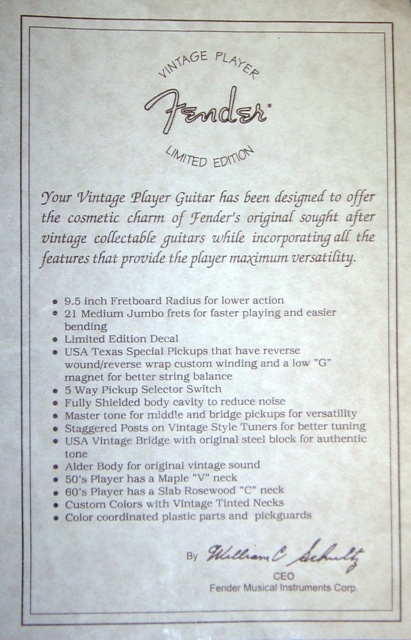 VINTAGE PLAYER
Fender
LIMITED EDITION
Your Vintage Player Guitar has been designed to offer
the cosmetic charm of Fender's original sought after
vintage collectable guitars while incorporating all the
features that provide the player maximum versatility.
• 9.5 inch Fretboard Radius for lower action
• 21 Medium Jumbo frets for faster playing and easier
bending
• Limited Edition Decal
• USA Texas Special Pickups that have reverse
wound/reverse wrap custom winding and a low "G"
magnet for better string balance
• 5 Way Pickup Selector Switch
• Fully Shielded body cavity to reduce noise
• Master tone for middle and bridge pickups for versatility
• Staggered Posts on Vintage Style Tuners for better tuning
• USA Vintage Bridge with original steel block for authentic
tone
• Alder Body for original vintage sound
• 50's Player has a Maple "V" neck
• 60's Player has a Slab Rosewood "C" neck
• Custom Colors with Vintage Tinted Necks
• Color coordinated plastic parts and pickguards
By William C Schultz
CEO
Fender Musical Instruments Corp.